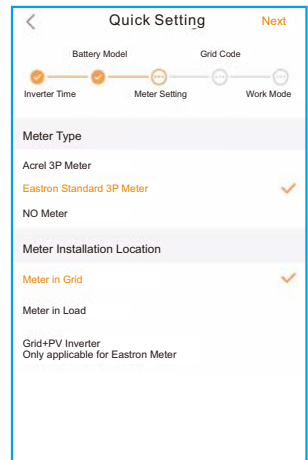 Quick Setting
Next
Battery Model
Grid Code
Inverter Time
Meter Setting
Work Mode
Meter Type
Acrel 3P Meter
Eastron Standard 3P Meter
NO Meter
Meter Installation Location
Meter in Grid
Meter in Load
Grid+PV Inverter
Only applicable for Eastron Meter